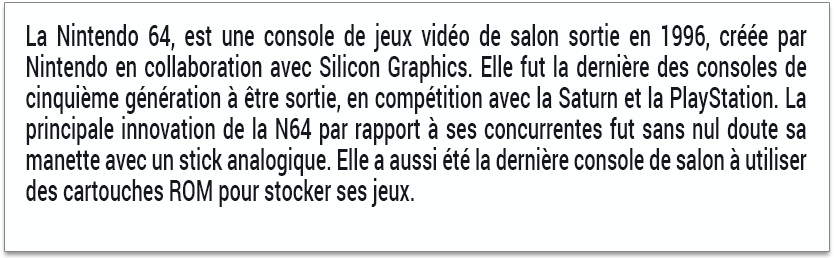 La Nintendo 64, est une console de jeux vidéo de salon sortie en 1996, créée par
Nintendo en collaboration avec Silicon Graphics. Elle fut la dernière des consoles de
cinquième génération à être sortie, en compétition avec la Saturn et la PlayStation. La
principale innovation de la N64 par rapport à ses concurrentes fut sans nul doute sa
manette avec un stick analogique. Elle a aussi été la dernière console de salon à utiliser
des cartouches ROM pour stocker ses jeux.